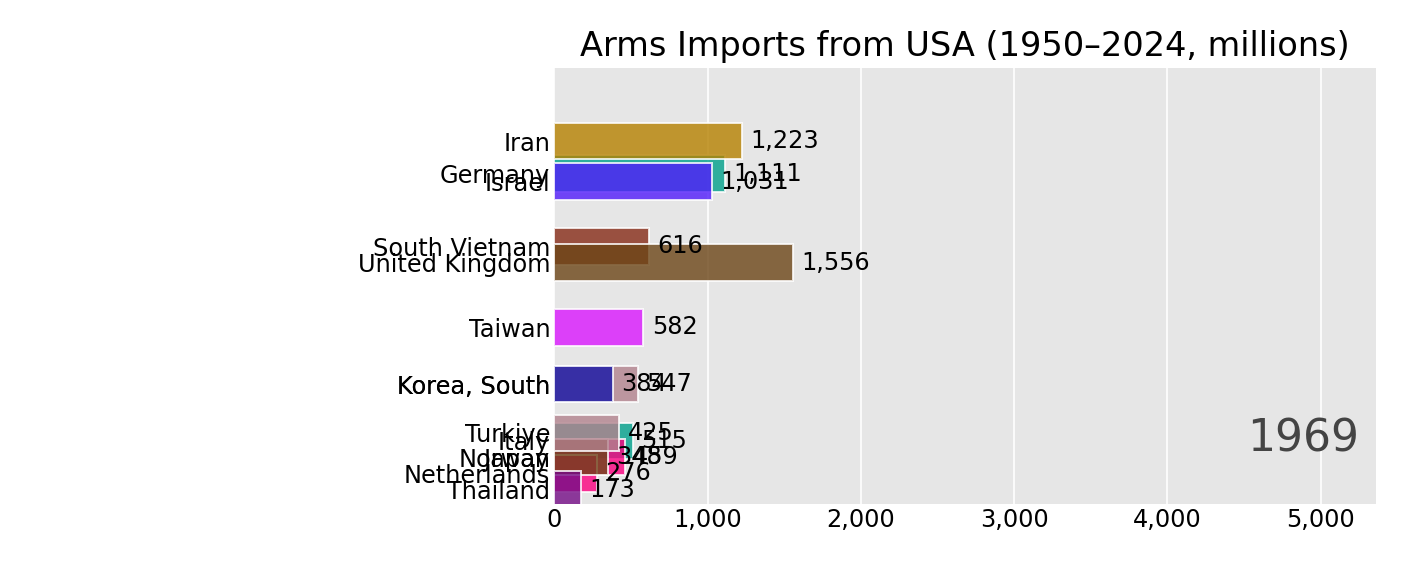 Arms Imports from USA (1950–2024, millions)
Iran 1,223
Germany 1,111
Israel 1,031
South Vietnam 616
United Kingdom 1,556
Taiwan 582
Korea, South 384 547
Turkiye 425
Italy 515
Netherlands 276
Thailand 173
1969
0 1,000 2,000 3,000 4,000 5,000